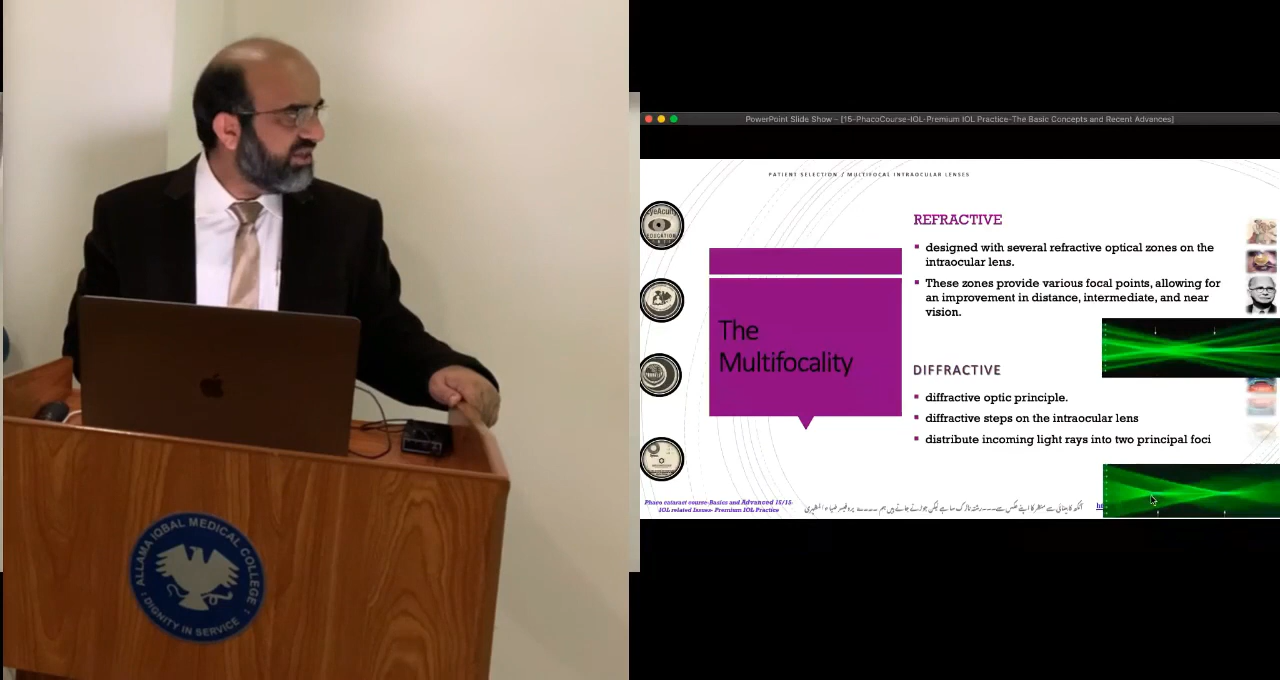 PowerPoint Slide Show – [15-PhacoCourse-IOL-Premium IOL Practice-The Basic Concepts and Recent Advances]
PATIENT SELECTION / MULTIFOCAL INTRAOCULAR LENSES
The
Multifocality
REFRACTIVE
designed with several refractive optical zones on the
intraocular lens.
These zones provide various focal points, allowing for
an improvement in distance, intermediate, and near
vision.
DIFFRACTIVE
diffractive optic principle.
diffractive steps on the intraocular lens
distribute incoming light rays into two principal foci
EyeAcuity
EDUCATION
Phaco cataract course-Basics and Advanced 15/15-
IOL related Issues- Premium IOL Practice
ALLAMA IQBAL MEDICAL COLLEGE
DIGNITY IN SERVICE